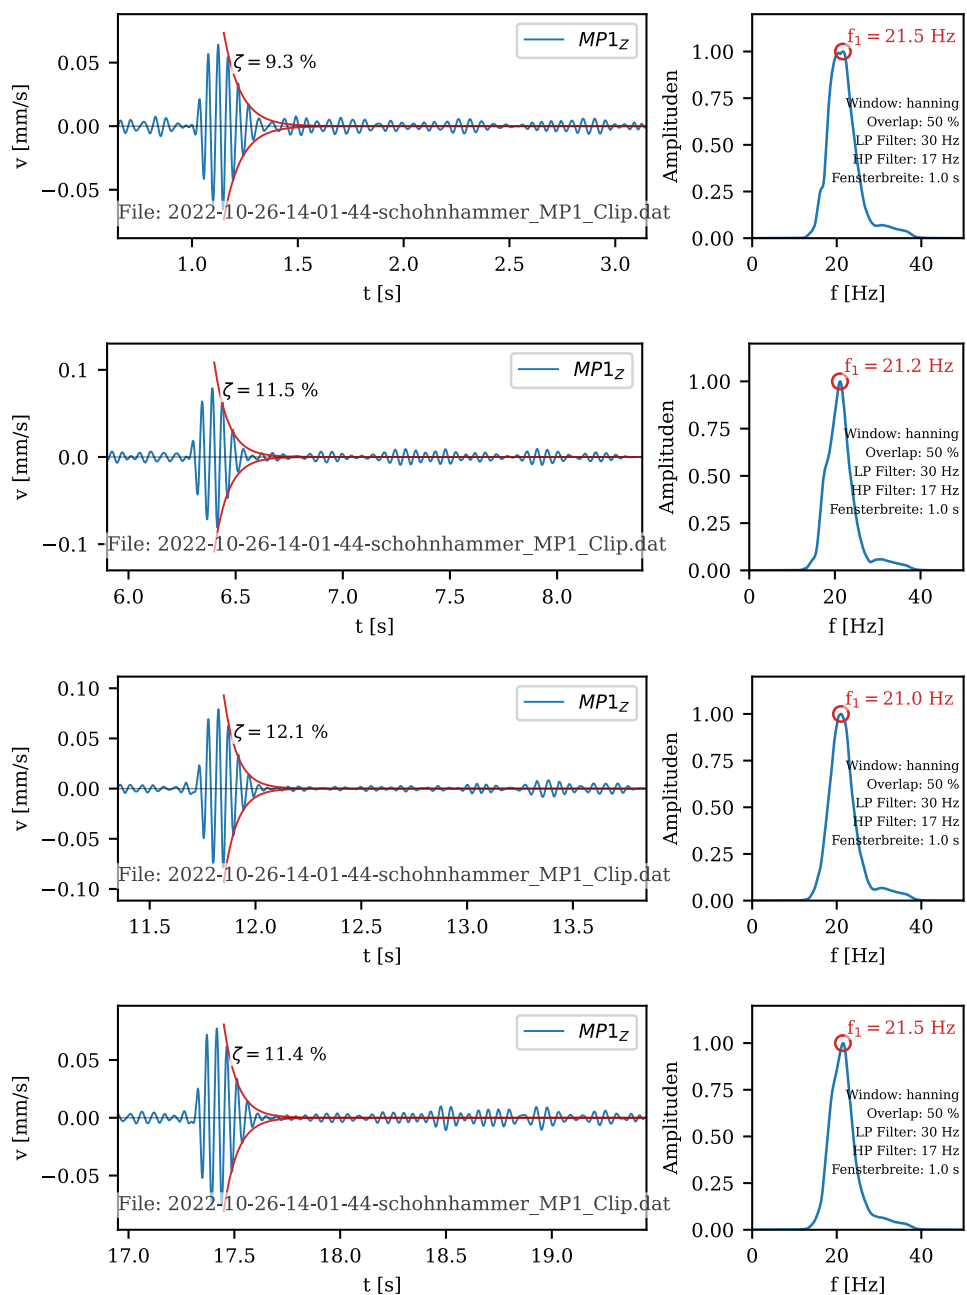 MP1Z
ζ = 9.3 %
v [mm/s]
0.05
0.00
−0.05
File: 2022-10-26-14-01-44-schohnhammer_MP1_Clip.dat
1.0 1.5 2.0 2.5 3.0
t [s]
f1 = 21.5 Hz
Amplituden
1.00
0.75
0.50
0.25
0.00
Window: hanning
Overlap: 50 %
LP Filter: 30 Hz
HP Filter: 17 Hz
Fensterbreite: 1.0 s
0 20 40
f [Hz]
MP1Z
ζ = 11.5 %
v [mm/s]
0.1
0.0
−0.1
File: 2022-10-26-14-01-44-schohnhammer_MP1_Clip.dat
6.0 6.5 7.0 7.5 8.0
t [s]
f1 = 21.2 Hz
Amplituden
1.00
0.75
0.50
0.25
0.00
Window: hanning
Overlap: 50 %
LP Filter: 30 Hz
HP Filter: 17 Hz
Fensterbreite: 1.0 s
0 20 40
f [Hz]
MP1Z
ζ = 12.1 %
v [mm/s]
0.10
0.05
0.00
−0.05
−0.10
File: 2022-10-26-14-01-44-schohnhammer_MP1_Clip.dat
11.5 12.0 12.5 13.0 13.5
t [s]
f1 = 21.0 Hz
Amplituden
1.00
0.75
0.50
0.25
0.00
Window: hanning
Overlap: 50 %
LP Filter: 30 Hz
HP Filter: 17 Hz
Fensterbreite: 1.0 s
0 20 40
f [Hz]
MP1Z
ζ = 11.4 %
v [mm/s]
0.05
0.00
−0.05
File: 2022-10-26-14-01-44-schohnhammer_MP1_Clip.dat
17.0 17.5 18.0 18.5 19.0
t [s]
f1 = 21.5 Hz
Amplituden
1.00
0.75
0.50
0.25
0.00
Window: hanning
Overlap: 50 %
LP Filter: 30 Hz
HP Filter: 17 Hz
Fensterbreite: 1.0 s
0 20 40
f [Hz]